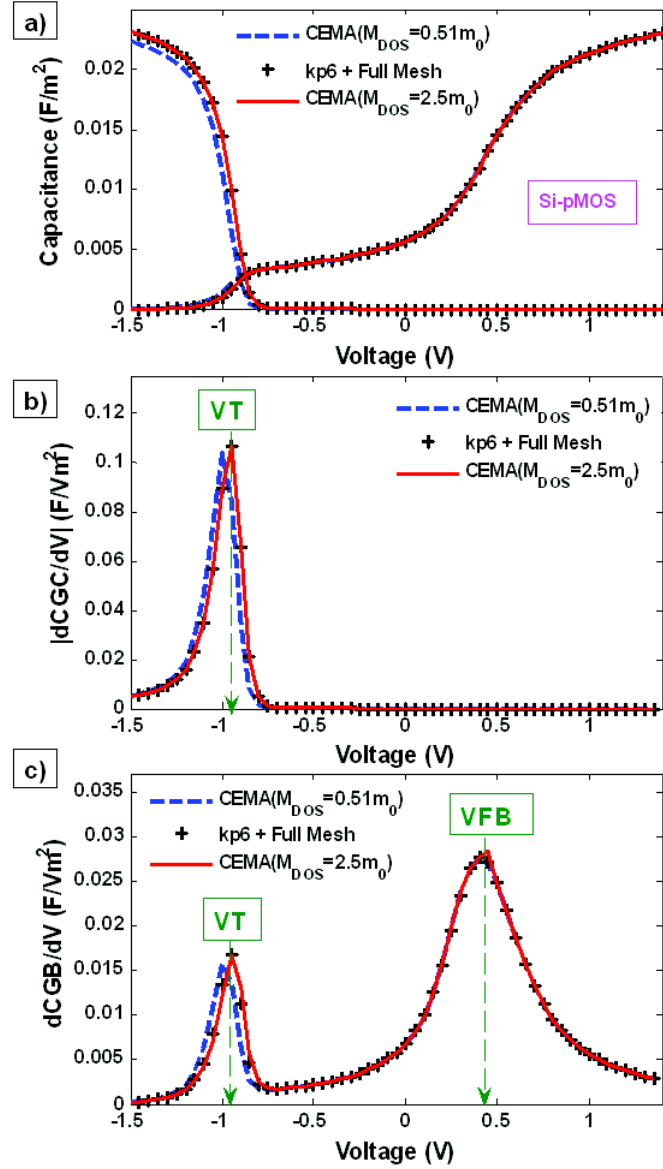 a)
CEMA(M_DOS=0.51m_0)
kp6 + Full Mesh
CEMA(M_DOS=2.5m_0)
Si-pMOS
Capacitance (F/m²)
0.02
0.015
0.01
0.005
0
-1.5 -1 -0.5 0 0.5 1
Voltage (V)
b)
VT
CEMA(M_DOS=0.51m_0)
kp6 + Full Mesh
CEMA(M_DOS=2.5m_0)
|dCGC/dV| (F/Vm²)
0.12
0.1
0.08
0.06
0.04
0.02
0
-1.5 -1 -0.5 0 0.5 1
Voltage (V)
c)
CEMA(M_DOS=0.51m_0)
kp6 + Full Mesh
CEMA(M_DOS=2.5m_0)
VFB
VT
dCGB/dV (F/Vm²)
0.035
0.03
0.025
0.02
0.015
0.01
0.005
0
-1.5 -1 -0.5 0 0.5 1
Voltage (V)